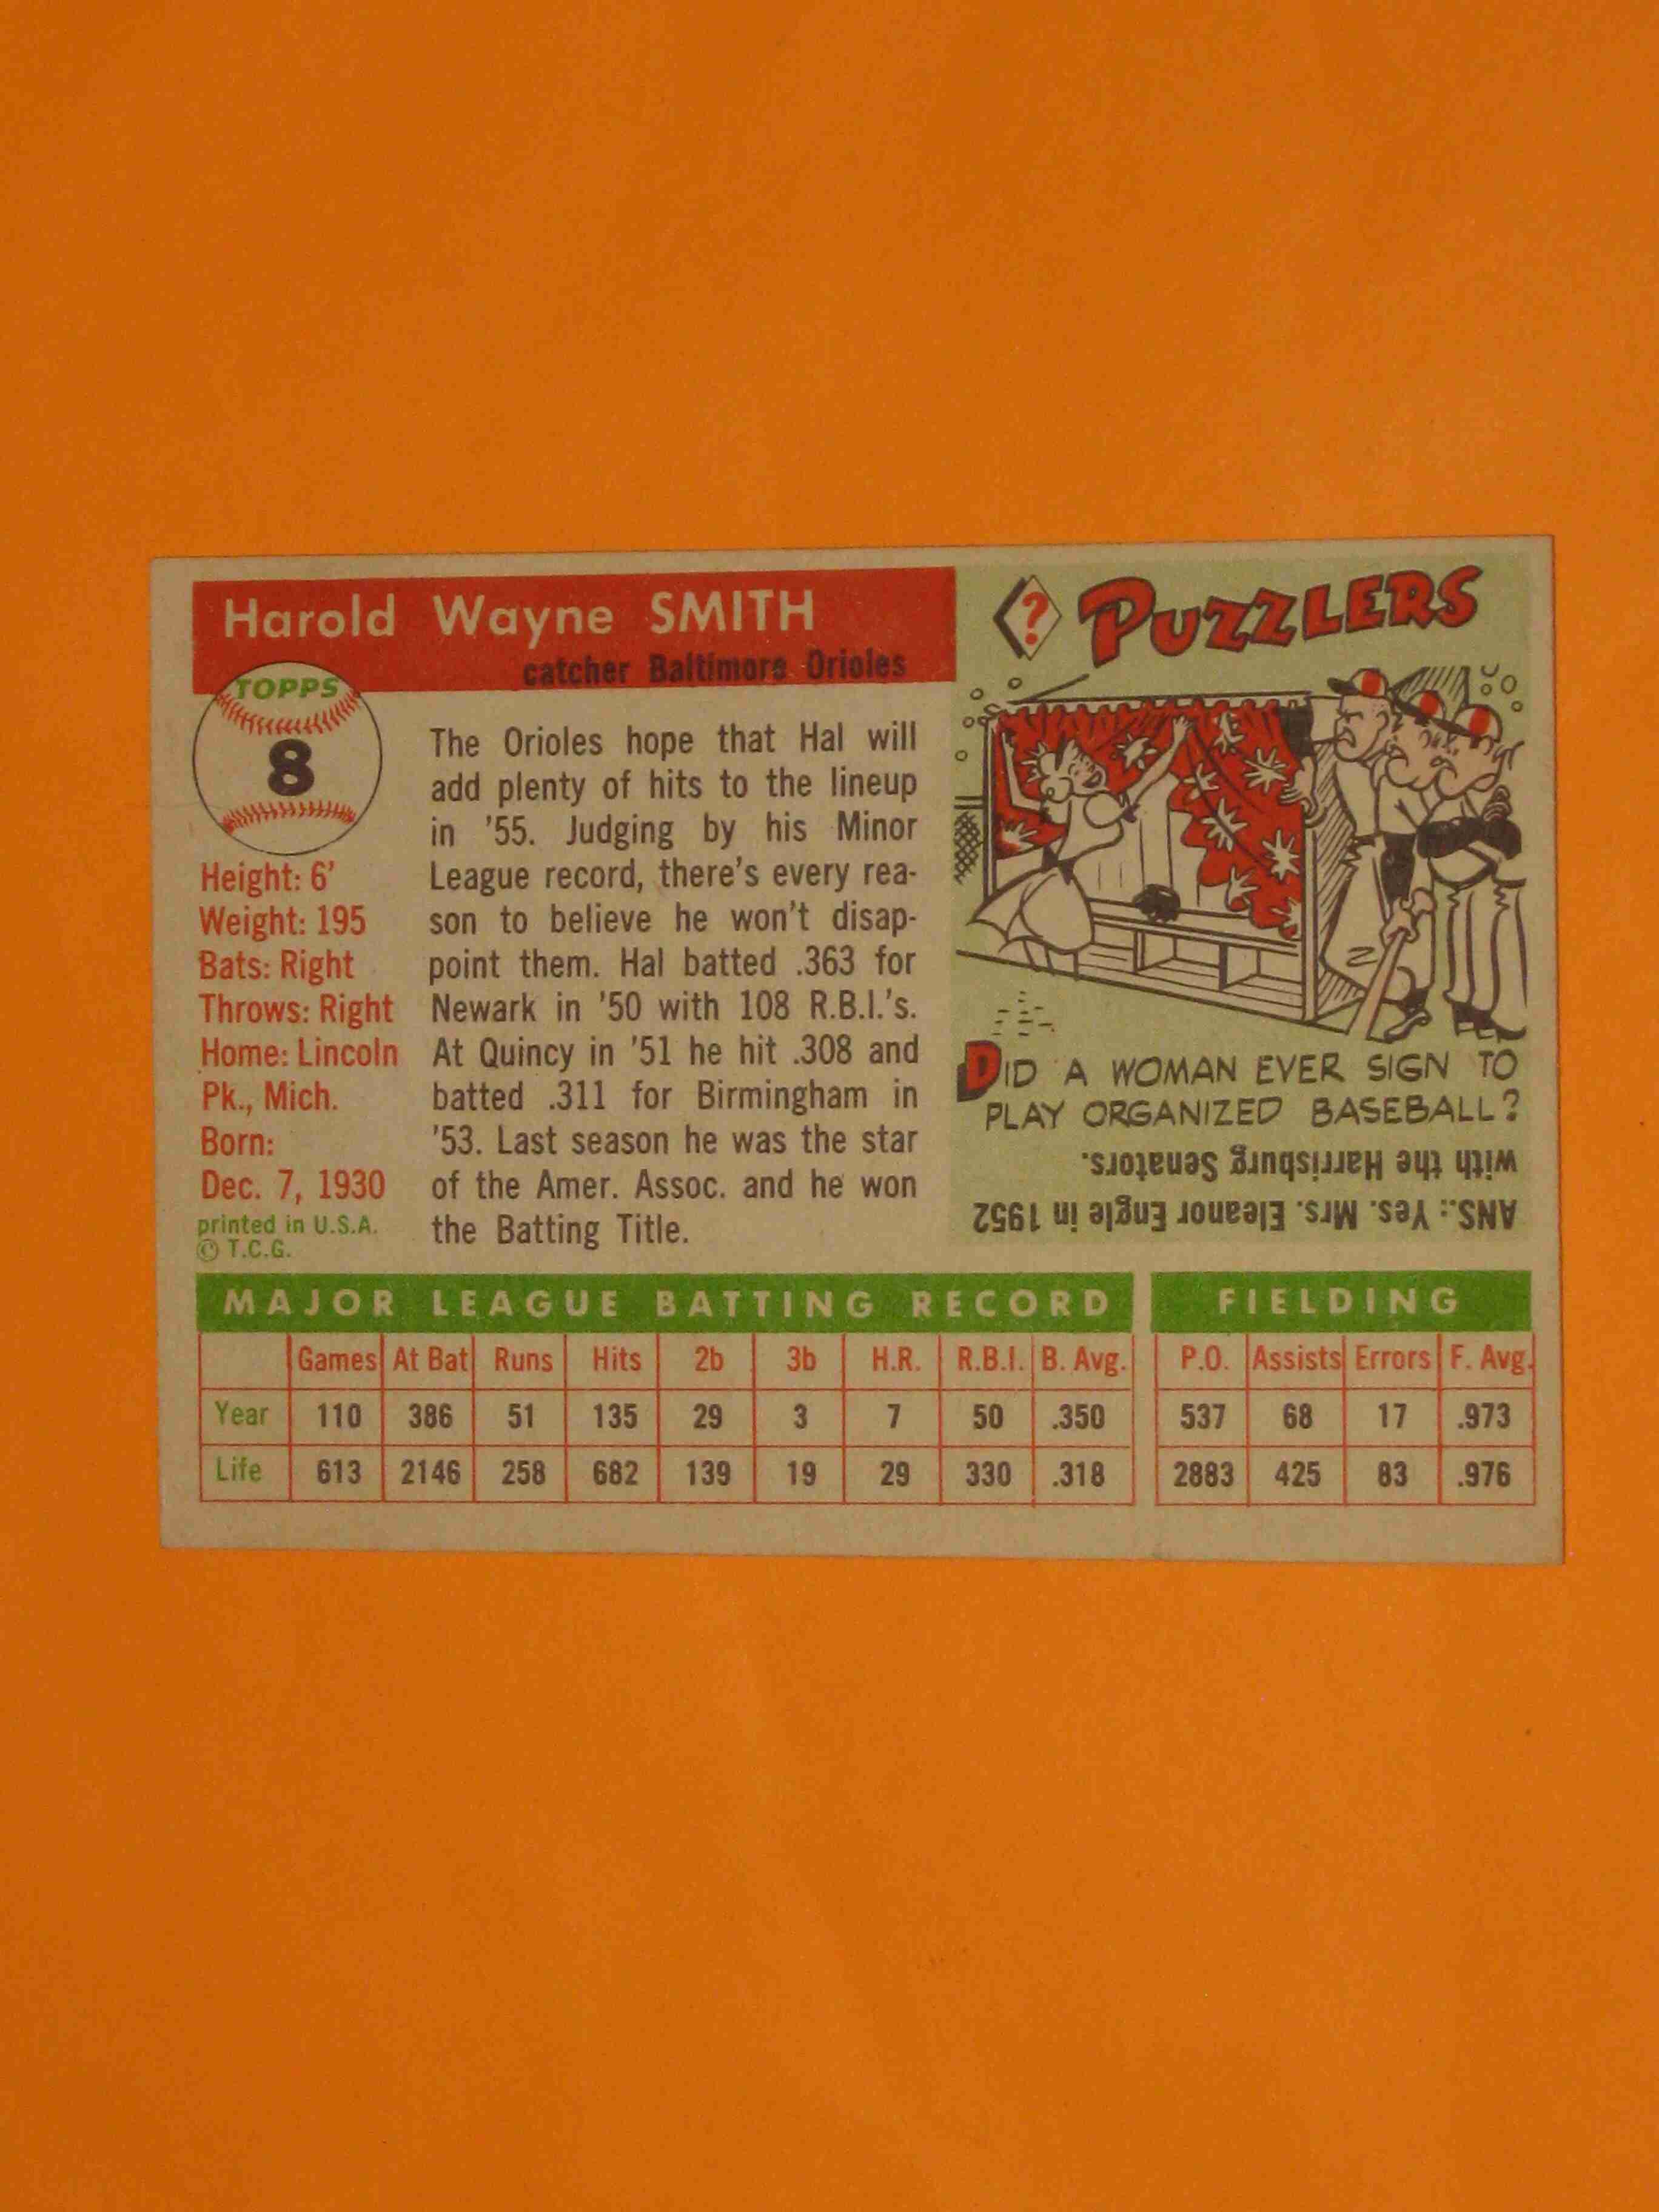 Harold Wayne SMITH
catcher Baltimore Orioles
TOPPS
8
Height: 6'
Weight: 195
Bats: Right
Throws: Right
Home: Lincoln
Pk., Mich.
Born:
Dec. 7, 1930
printed in U.S.A.
© T.C.G.
The Orioles hope that Hal will
add plenty of hits to the lineup
in '55. Judging by his Minor
League record, there's every rea-
son to believe he won't disap-
point them. Hal batted .363 for
Newark in '50 with 108 R.B.I.'s.
At Quincy in '51 he hit .308 and
batted .311 for Birmingham in
'53. Last season he was the star
of the Amer. Assoc. and he won
the Batting Title.
? PUZZLERS
DID A WOMAN EVER SIGN TO
PLAY ORGANIZED BASEBALL?
ANS.: Yes. Mrs. Eleanor Engle in 1952
with the Harrisburg Senators.
MAJOR LEAGUE BATTING RECORD
Games At Bat Runs Hits 2b 3b H.R. R.B.I. B. Avg.
Year 110 386 51 135 29 3 7 50 .350
Life 613 2146 258 682 139 19 29 330 .318
FIELDING
P.O. Assists Errors F. Avg.
537 68 17 .973
2883 425 83 .976